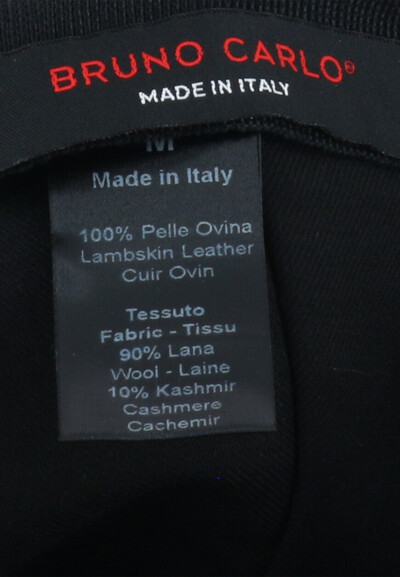 BRUNO CARLO®
MADE IN ITALY
M
Made in Italy
100% Pelle Ovina
Lambskin Leather
Cuir Ovin
Tessuto
Fabric - Tissu
90% Lana
Wool - Laine
10% Kashmir
Cashmere
Cachemir